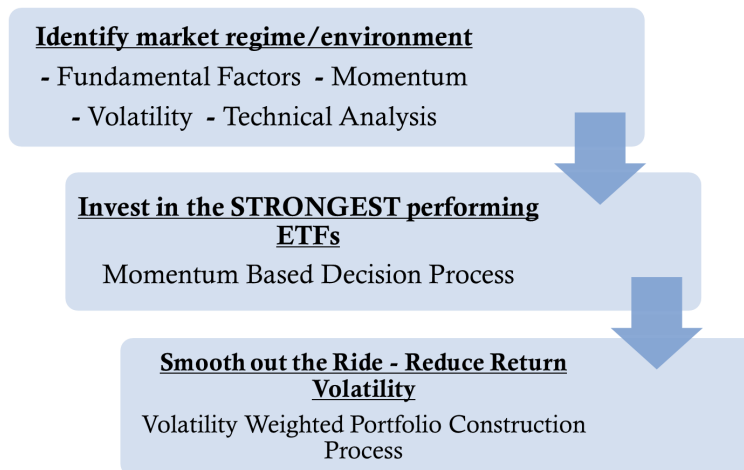 Identify market regime/environment
- Fundamental Factors - Momentum
- Volatility - Technical Analysis
Invest in the STRONGEST performing
ETFs
Momentum Based Decision Process
Smooth out the Ride - Reduce Return
Volatility
Volatility Weighted Portfolio Construction
Process